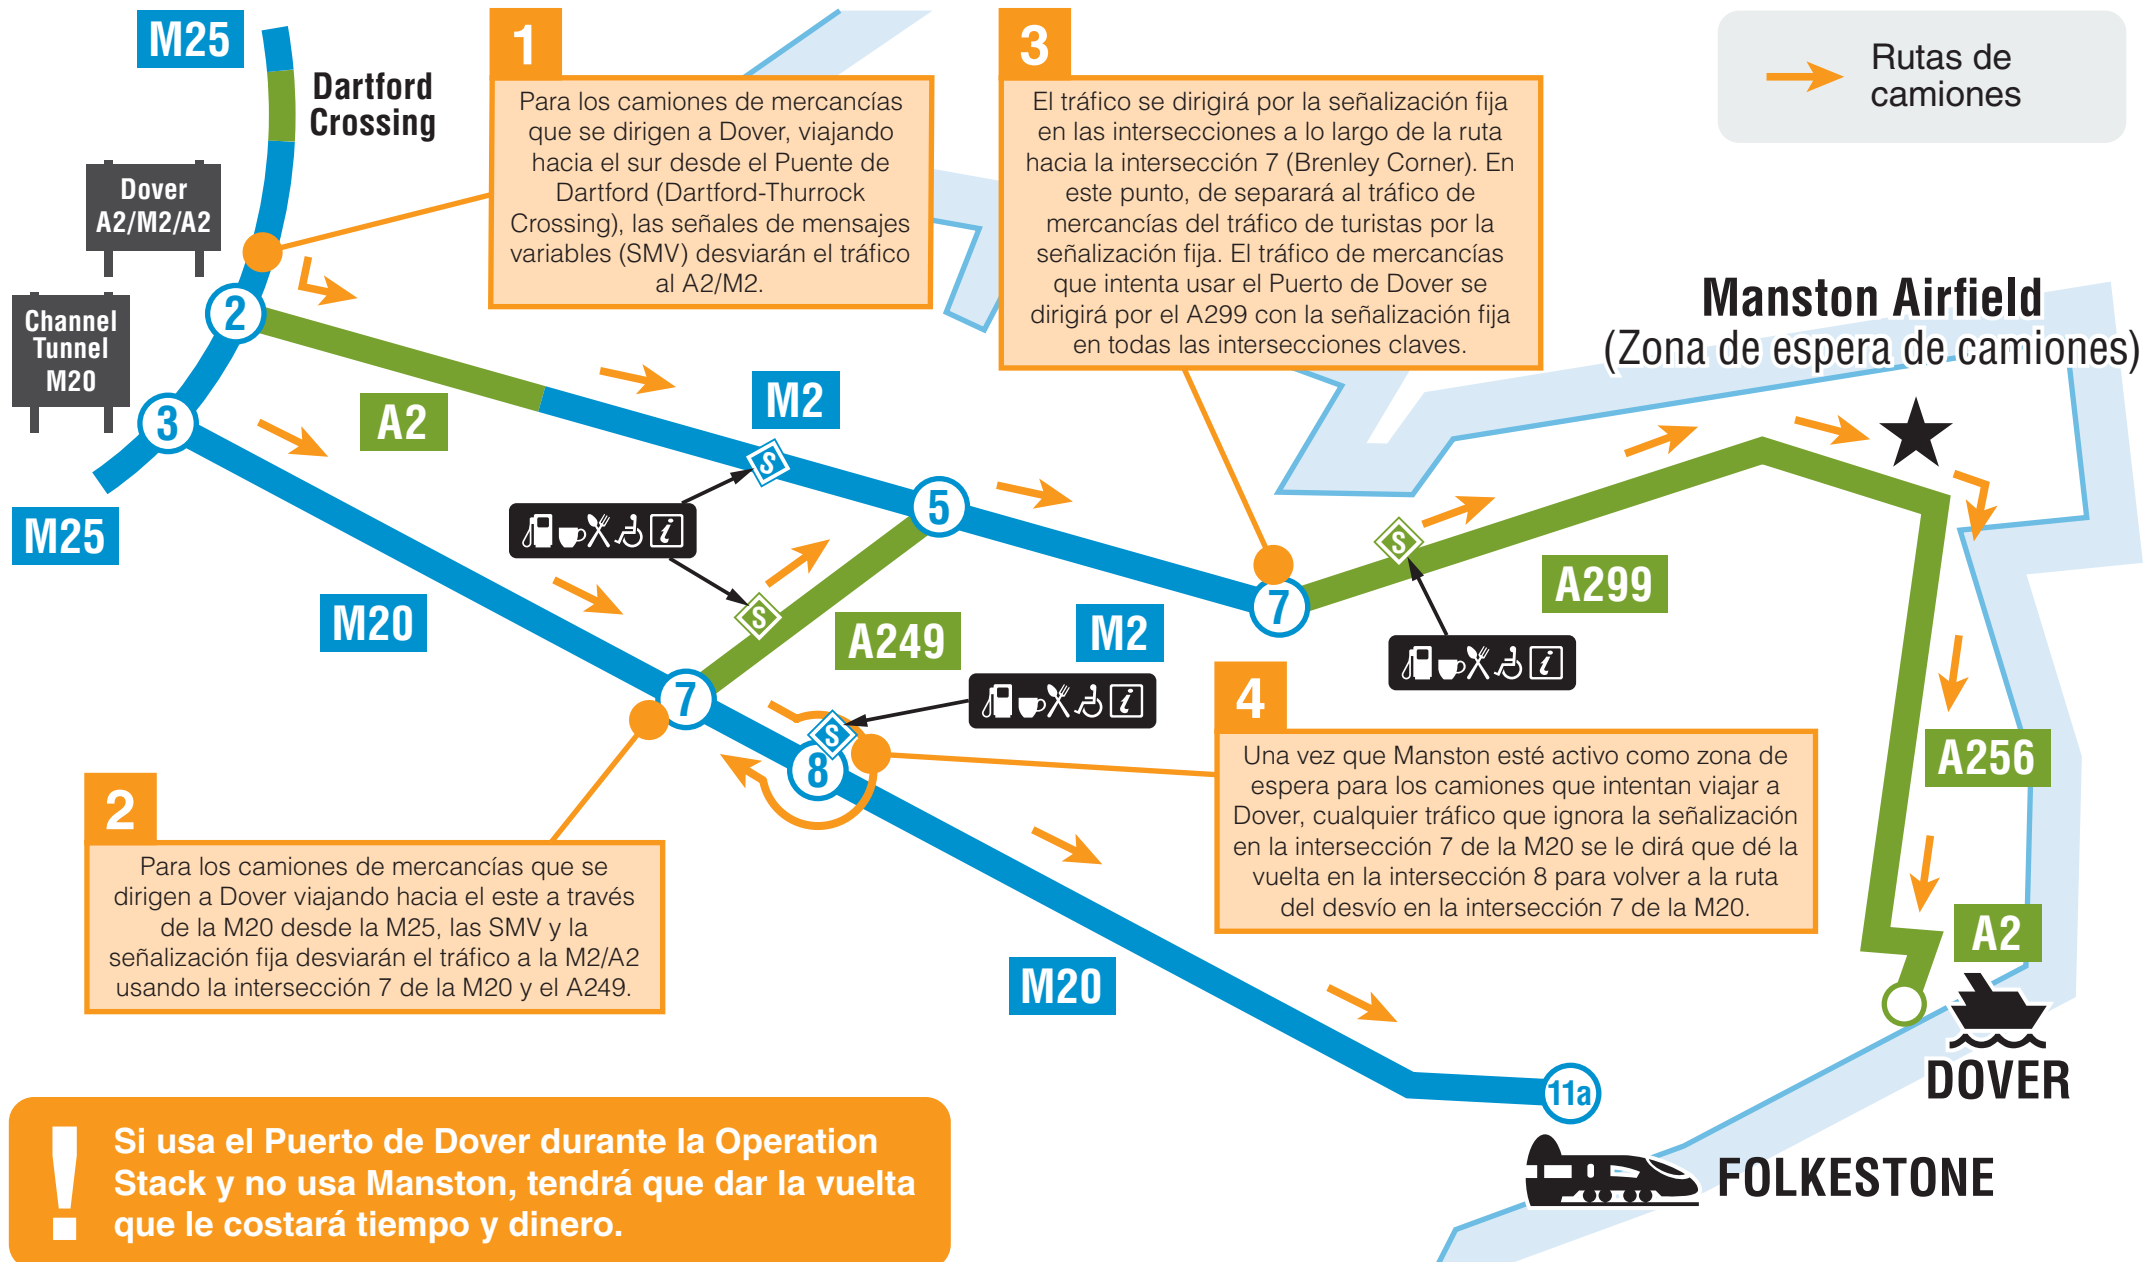 M25
Dartford
Crossing
Dover
A2/M2/A2
Channel
Tunnel
M20
1
Para los camiones de mercancías
que se dirigen a Dover, viajando
hacia el sur desde el Puente de
Dartford (Dartford-Thurrock
Crossing), las señales de mensajes
variables (SMV) desviarán el tráfico
al A2/M2.
3
El tráfico se dirigirá por la señalización fija
en las intersecciones a lo largo de la ruta
hacia la intersección 7 (Brenley Corner). En
este punto, de separará al tráfico de
mercancías del tráfico de turistas por la
señalización fija. El tráfico de mercancías
que intenta usar el Puerto de Dover se
dirigirá por el A299 con la señalización fija
en todas las intersecciones claves.
Rutas de
camiones
Manston Airfield
(Zona de espera de camiones)
2
3
A2
M2
S
5
M25
i
S
M20
A249
M2
7
S
A299
i
7
S
8
i
4
Una vez que Manston esté activo como zona de
espera para los camiones que intentan viajar a
Dover, cualquier tráfico que ignora la señalización
en la intersección 7 de la M20 se le dirá que dé la
vuelta en la intersección 8 para volver a la ruta
del desvío en la intersección 7 de la M20.
A256
2
Para los camiones de mercancías que se
dirigen a Dover viajando hacia el este a través
de la M20 desde la M25, las SMV y la
señalización fija desviarán el tráfico a la M2/A2
usando la intersección 7 de la M20 y el A249.
M20
A2
DOVER
11a
FOLKESTONE
!
Si usa el Puerto de Dover durante la Operation
Stack y no usa Manston, tendrá que dar la vuelta
que le costará tiempo y dinero.